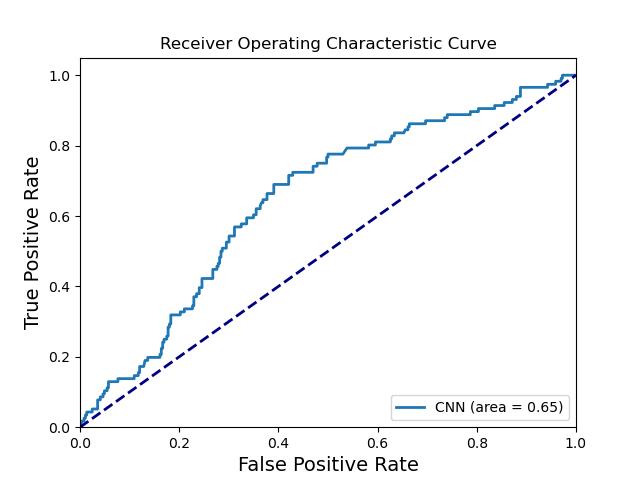 Receiver Operating Characteristic Curve
1.0
0.8
0.6
0.4
0.2
0.0
True Positive Rate
CNN (area = 0.65)
0.0 0.2 0.4 0.6 0.8 1.0
False Positive Rate